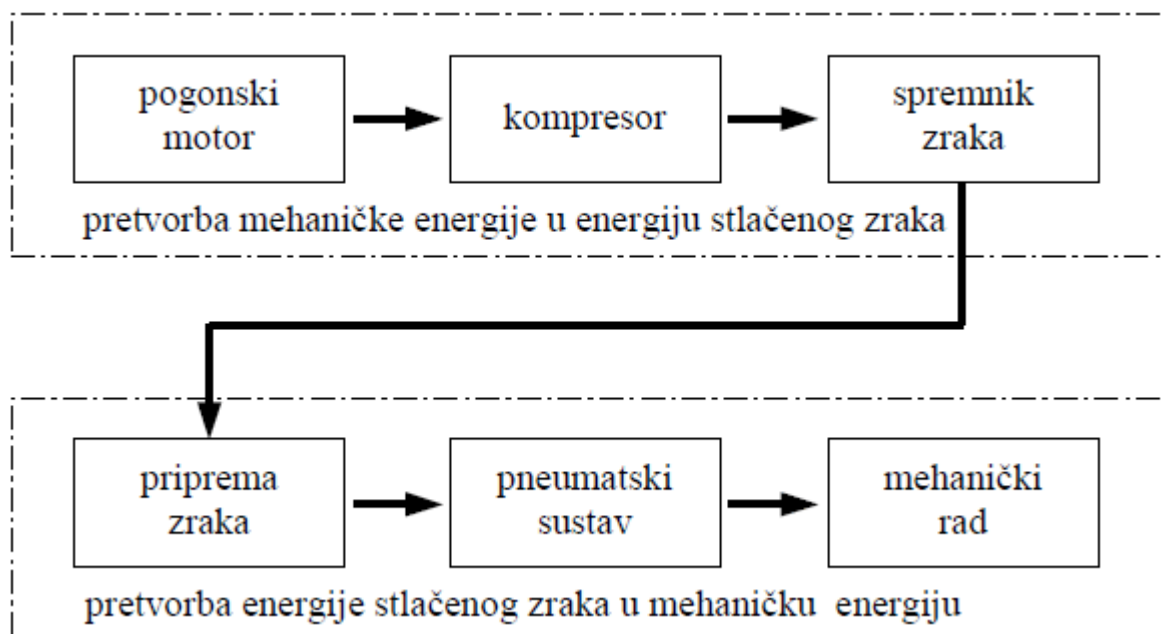 pogonski
motor
kompresor
spremnik
zraka
pretvorba mehaničke energije u energiju stlačenog zraka
priprema
zraka
pneumatski
sustav
mehanički
rad
pretvorba energije stlačenog zraka u mehaničku energiju